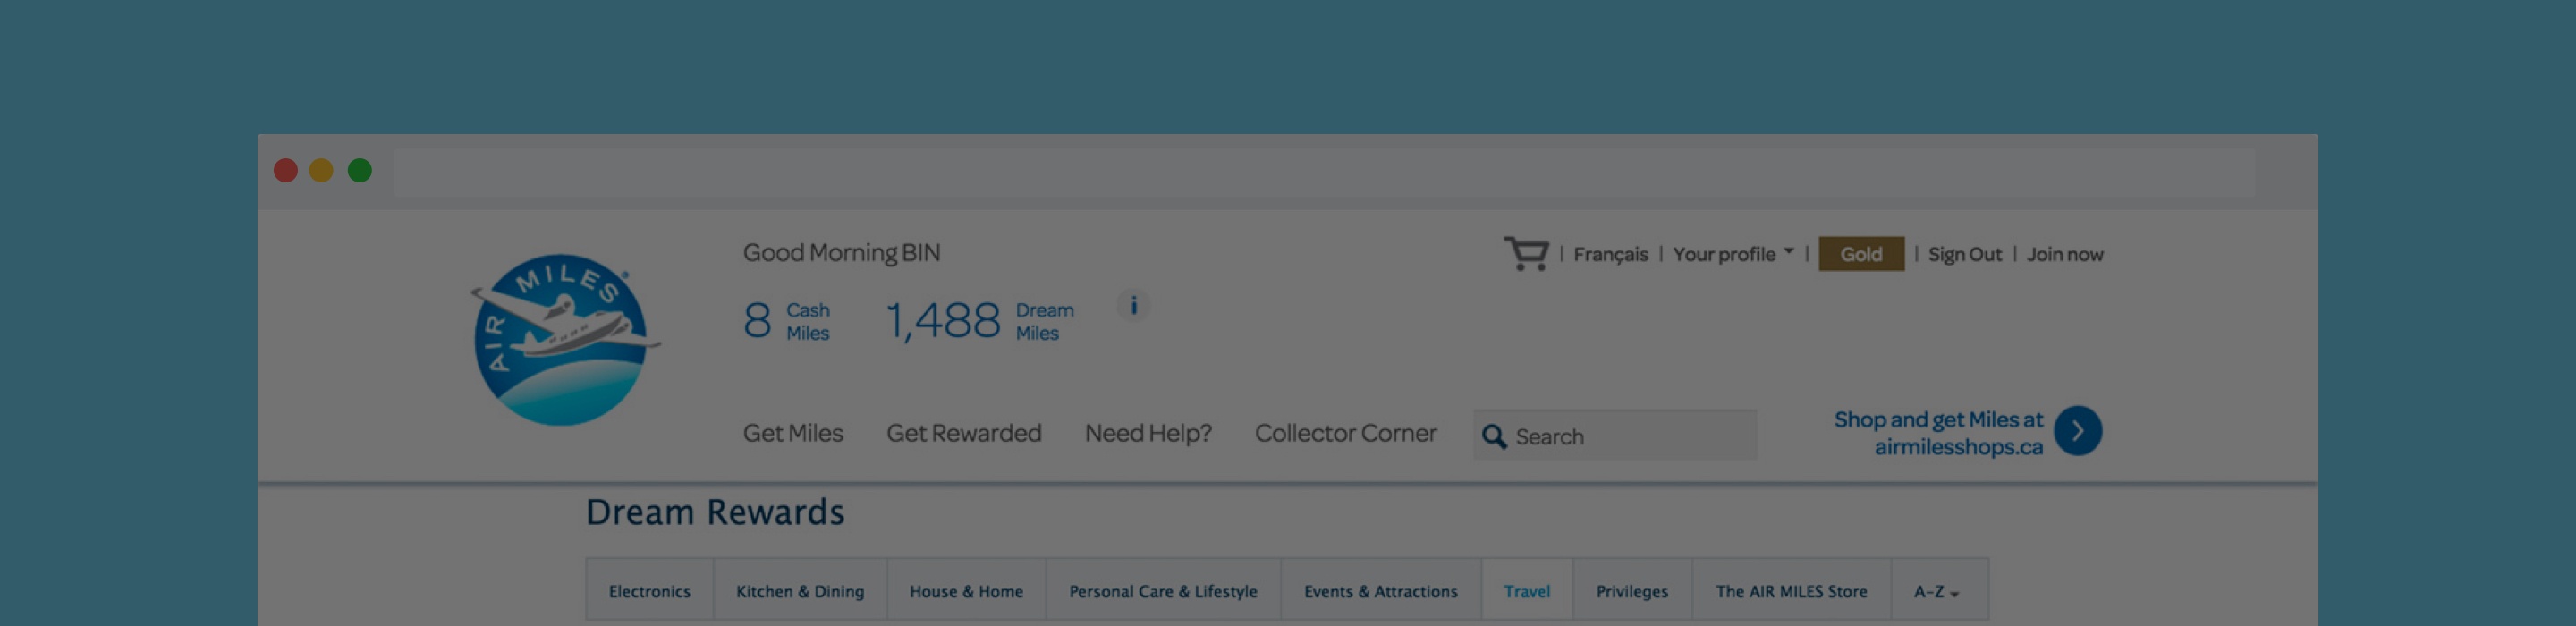 AIR MILES®
Good Morning BIN
8 Cash Miles 1,488 Dream Miles i
| Français | Your profile | Gold | Sign Out | Join now
Get Miles Get Rewarded Need Help? Collector Corner Search
Shop and get Miles at
airmilesshops.ca
Dream Rewards
Electronics Kitchen & Dining House & Home Personal Care & Lifestyle Events & Attractions Travel Privileges The AIR MILES Store A-Z